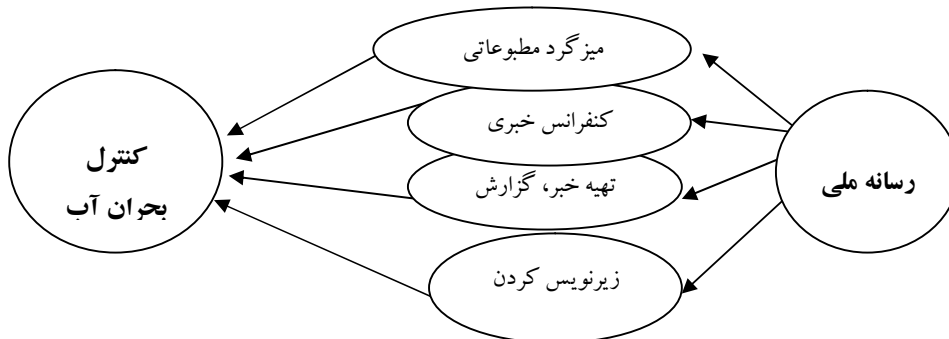 میزگرد مطبوعاتی
کنفرانس خبری
تهیه خبر، گزارش
زیرنویس کردن
رسانه ملی
کنترل
بحران آب